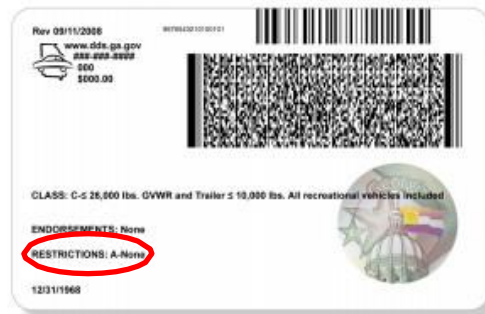 Rev 09/11/2008
www.dds.ga.gov
###-###-####
000
$000.00
CLASS: C-≤ 26,000 lbs. GVWR and Trailer ≤ 10,000 lbs. All recreational vehicles included
ENDORSEMENTS: None
RESTRICTIONS: A-None
12/31/1968